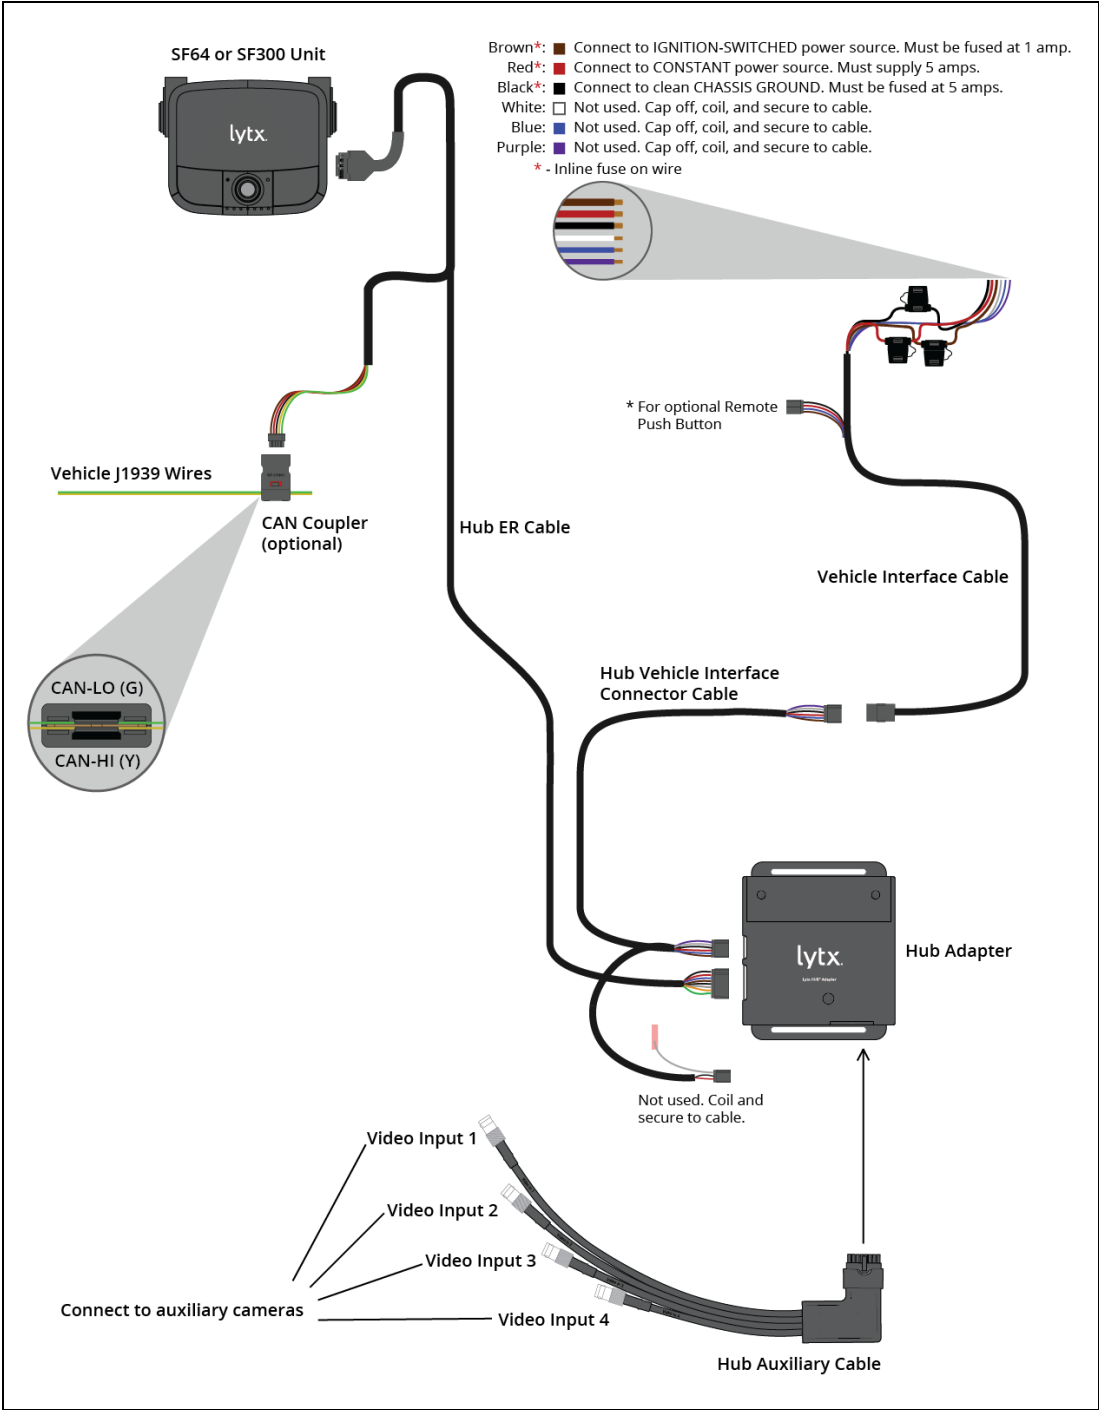 SF64 or SF300 Unit
lytx.
Brown*: Connect to IGNITION-SWITCHED power source. Must be fused at 1 amp.
Red*: Connect to CONSTANT power source. Must supply 5 amps.
Black*: Connect to clean CHASSIS GROUND. Must be fused at 5 amps.
White: Not used. Cap off, coil, and secure to cable.
Blue: Not used. Cap off, coil, and secure to cable.
Purple: Not used. Cap off, coil, and secure to cable.
* - Inline fuse on wire
* For optional Remote
Push Button
Vehicle J1939 Wires
CAN Coupler
(optional)
Hub ER Cable
Vehicle Interface Cable
CAN-LO (G)
CAN-HI (Y)
Hub Vehicle Interface
Connector Cable
lytx.
Lytx HUB Adapter
Hub Adapter
Not used. Coil and
secure to cable.
Video Input 1
Video Input 2
Video Input 3
Video Input 4
Connect to auxiliary cameras
Hub Auxiliary Cable